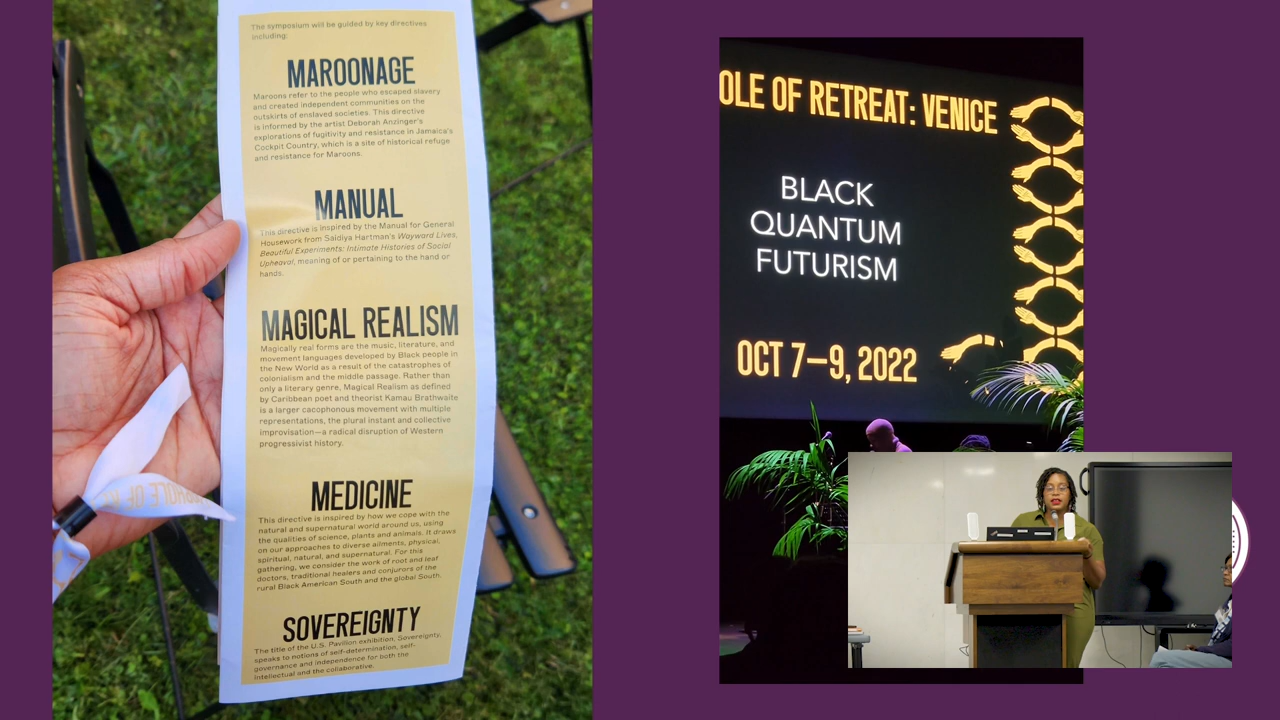 The symposium will be guided by key directives
including:
MAROONAGE
Maroons refer to the people who escaped slavery
and created independent communities on the
outskirts of enslaved societies. This directive
is informed by the artist Deborah Anzinger's
explorations of fugitivity and resistance in Jamaica's
Cockpit Country, which is a site of historical refuge
and resistance for Maroons.
MANUAL
This directive is inspired by the Manual for General
Housework from Saidiya Hartman's Wayward Lives,
Beautiful Experiments: Intimate Histories of Social
Upheaval, meaning of or pertaining to the hand or
hands.
MAGICAL REALISM
Magically real forms are the music, literature, and
movement languages developed by Black people in
the New World as a result of the catastrophes of
colonialism and the middle passage. Rather than
only a literary genre, Magical Realism as defined
by Caribbean poet and theorist Kamau Brathwaite
is a larger cacophonous movement with multiple
representations, the plural instant and collective
improvisation—a radical disruption of Western
progressivist history.
MEDICINE
This directive is inspired by how we cope with the
natural and supernatural world around us, using
the qualities of science, plants and animals. It draws
on our approaches to diverse ailments, physical,
spiritual, natural, and supernatural. For this
gathering, we consider the work of root and leaf
doctors, traditional healers and conjurors of the
rural Black American South and the global South.
SOVEREIGNTY
The title of the U.S. Pavilion exhibition, Sovereignty,
speaks to notions of self-determination, self-
governance and independence for both the
intellectual and the collaborative.
OLE OF RETREAT: VENICE
BLACK
QUANTUM
FUTURISM
OCT 7–9, 2022